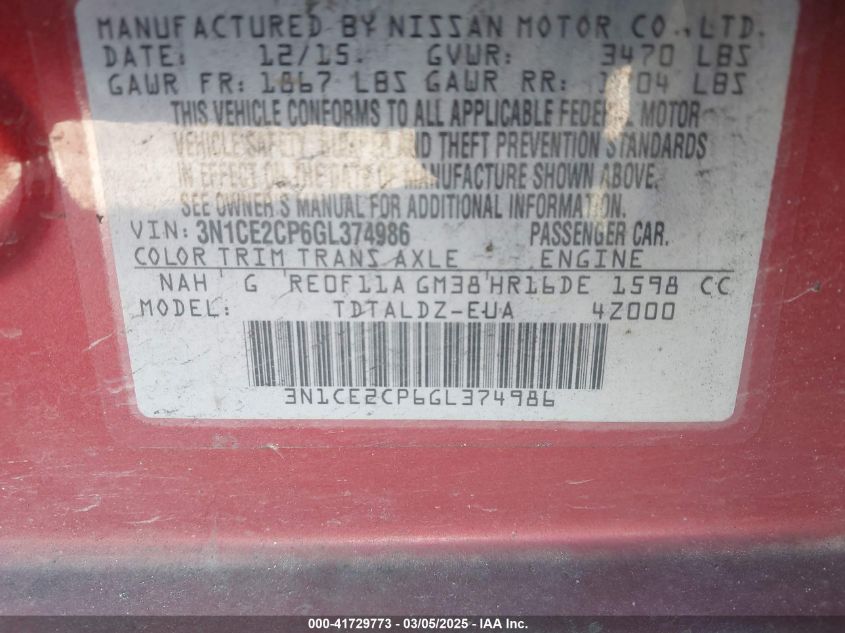 MANUFACTURED BY NISSAN MOTOR CO.,LTD.
DATE: 12/15. GVWR: 3470 LBS
GAWR FR: 1867 LBS GAWR RR: LBS
THIS VEHICLE CONFORMS TO ALL APPLICABLE FEDERAL MOTOR
VEHICLE SAFETY, BUMPER AND THEFT PREVENTION STANDARDS
IN EFFECT ON THE DATE OF MANUFACTURE SHOWN ABOVE.
SEE OWNER'S MANUAL FOR ADDITIONAL INFORMATION.
VIN: 3N1CE2CP6GL374986 PASSENGER CAR.
COLOR TRIM TRANS AXLE ENGINE
NAH G RE0F11A GM38 HR16DE 1598 CC
MODEL: TDTALDZ-EUA 4Z000
3N1CE2CP6GL374986
000-41729773 - 03/05/2025 - IAA Inc.